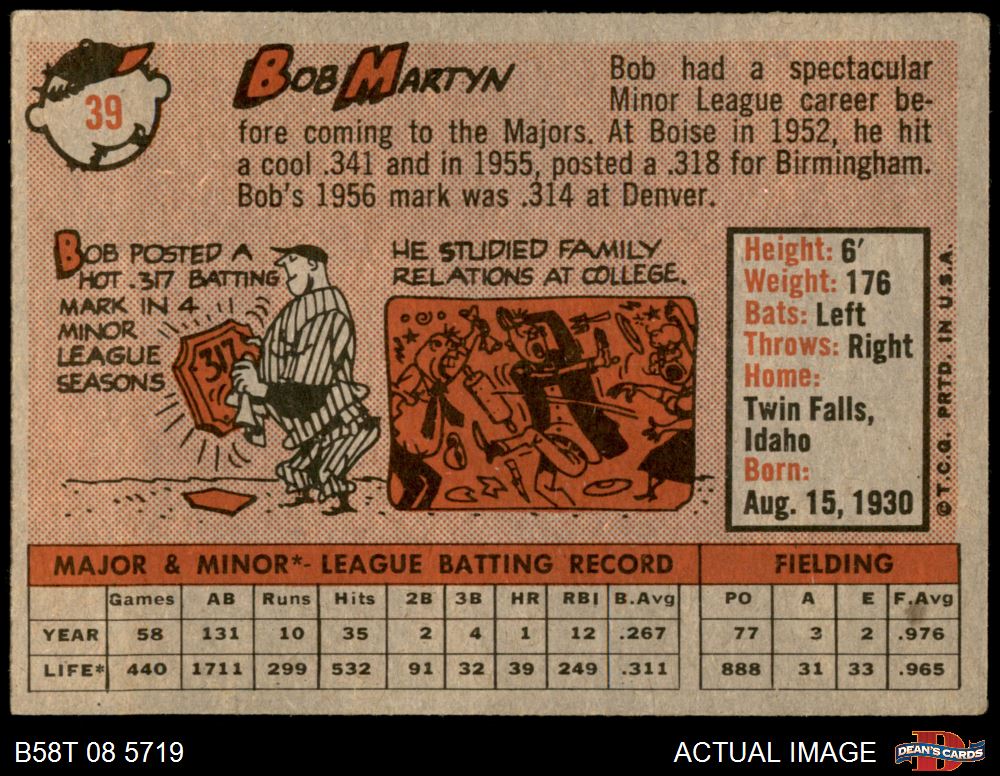 39
BOB MARTYN
Bob had a spectacular
Minor League career be-
fore coming to the Majors. At Boise in 1952, he hit
a cool .341 and in 1955, posted a .318 for Birmingham.
Bob's 1956 mark was .314 at Denver.
BOB POSTED A
HOT .317 BATTING
MARK IN 4
MINOR
LEAGUE
SEASONS
.317
HE STUDIED FAMILY
RELATIONS AT COLLEGE.
Height: 6'
Weight: 176
Bats: Left
Throws: Right
Home:
Twin Falls,
Idaho
Born:
Aug. 15, 1930
©T.C.G. PRTD. IN U.S.A.
MAJOR & MINOR*- LEAGUE BATTING RECORD FIELDING
Games AB Runs Hits 2B 3B HR RBI B.Avg PO A E F.Avg
YEAR 58 131 10 35 2 4 1 12 .267 77 3 2 .976
LIFE* 440 1711 299 532 91 32 39 249 .311 888 31 33 .965
B58T 08 5719 ACTUAL IMAGE DEAN'S CARDS